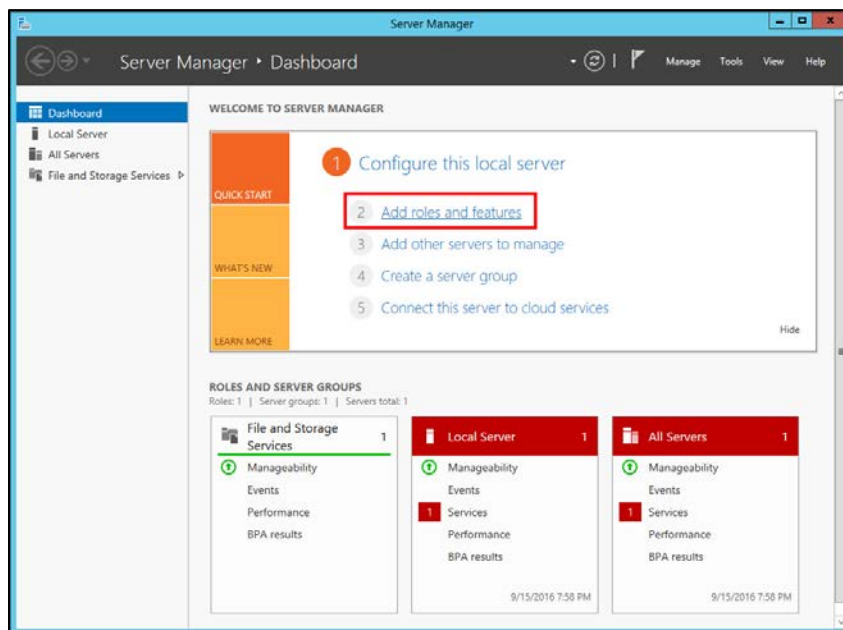 Server Manager
Server Manager • Dashboard
Manage Tools View Help
Dashboard
Local Server
All Servers
File and Storage Services
WELCOME TO SERVER MANAGER
QUICK START
WHAT'S NEW
LEARN MORE
1 Configure this local server
2 Add roles and features
3 Add other servers to manage
4 Create a server group
5 Connect this server to cloud services
Hide
ROLES AND SERVER GROUPS
Roles: 1 | Server groups: 1 | Servers total: 1
File and Storage
Services
1
Manageability
Events
Performance
BPA results
Local Server 1
Manageability
Events
1 Services
Performance
BPA results
9/15/2016 7:58 PM
All Servers 1
Manageability
Events
1 Services
Performance
BPA results
9/15/2016 7:58 PM